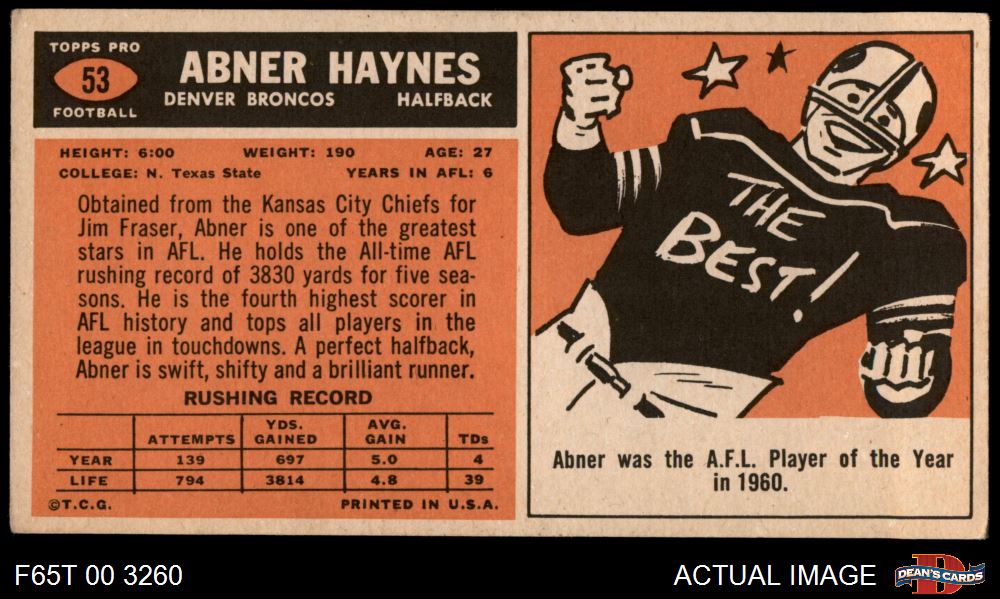 TOPPS PRO
53
FOOTBALL
ABNER HAYNES
DENVER BRONCOS HALFBACK
HEIGHT: 6:00 WEIGHT: 190 AGE: 27
COLLEGE: N. Texas State YEARS IN AFL: 6
Obtained from the Kansas City Chiefs for
Jim Fraser, Abner is one of the greatest
stars in AFL. He holds the All-time AFL
rushing record of 3830 yards for five sea-
sons. He is the fourth highest scorer in
AFL history and tops all players in the
league in touchdowns. A perfect halfback,
Abner is swift, shifty and a brilliant runner.
RUSHING RECORD
ATTEMPTS YDS. GAINED AVG. GAIN TDs
YEAR 139 697 5.0 4
LIFE 794 3814 4.8 39
©T.C.G. PRINTED IN U.S.A.
THE
BEST!
Abner was the A.F.L. Player of the Year
in 1960.
F65T 00 3260
ACTUAL IMAGE
D
DEAN'S CARDS